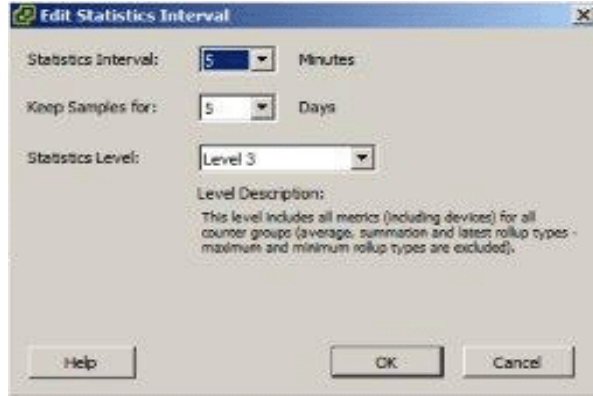 Edit Statistics Interval
Statistics Interval: 5 Minutes
Keep Samples for: 5 Days
Statistics Level: Level 3
Level Description:
This level includes all metrics (including devices) for all
counter groups (average, summation and latest rollup types -
maximum and minimum rollup types are excluded).
Help OK Cancel